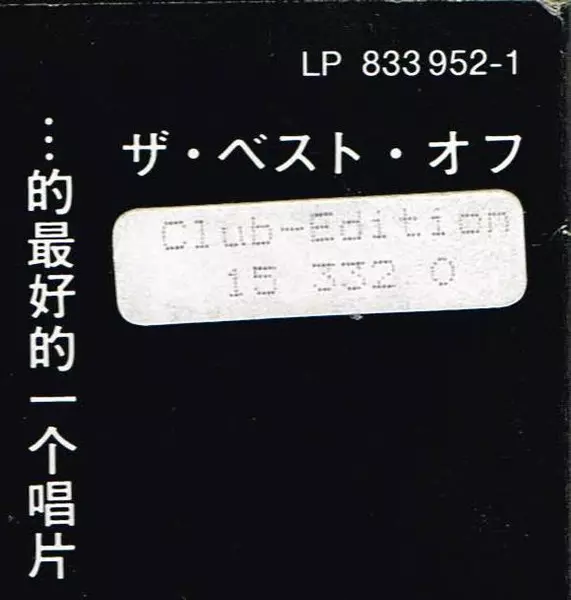 LP 833 952-1
ザ・ベスト・オフ
Club-Edition
15 332 0
…的最好的一个唱片